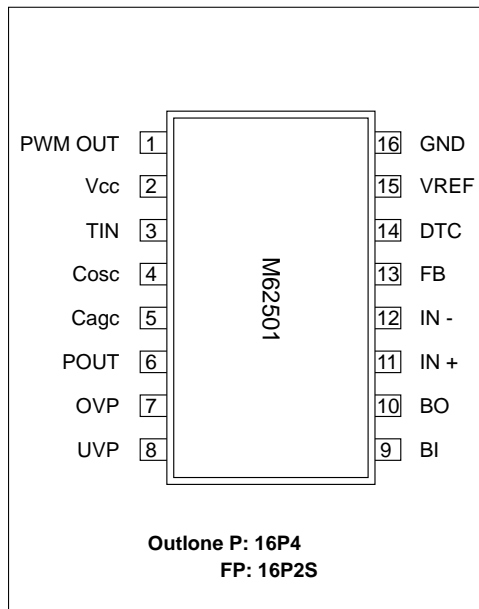 PWM OUT 1 16 GND
Vcc 2 15 VREF
TIN 3 14 DTC
Cosc 4 13 FB
Cagc 5 12 IN -
POUT 6 11 IN +
OVP 7 10 BO
UVP 8 9 BI
M62501
Outlone P: 16P4
FP: 16P2S